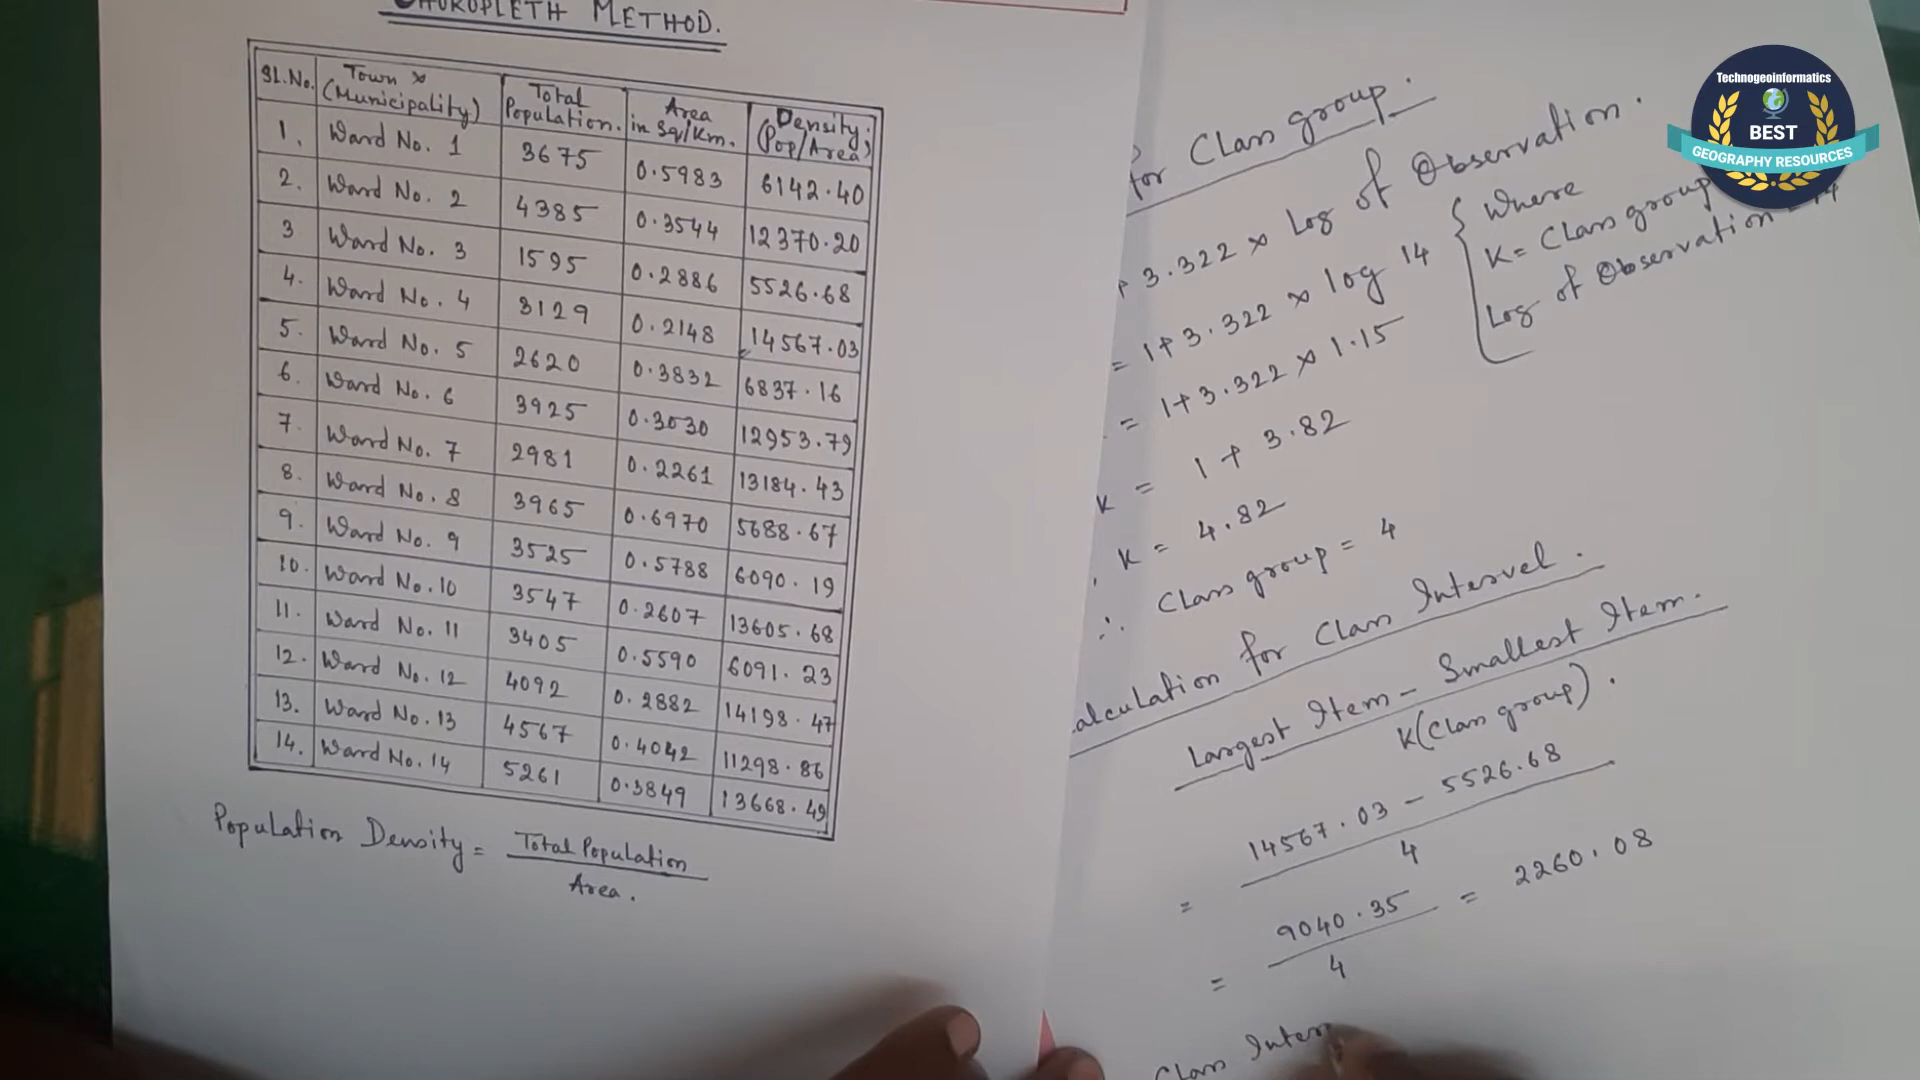 CHOROPLETH METHOD.
SL.No. Town (Municipality) Total Population. Area in Sq/Km. Density. (Pop/Area)
1. Ward No. 1 3675 0.5983 6142.40
2. Ward No. 2 4385 0.3544 12370.20
3 Ward No. 3 1595 0.2886 5526.68
4. Ward No. 4 3129 0.2148 14567.03
5. Ward No. 5 2620 0.3832 6837.16
6. Ward No. 6 3925 0.3030 12953.79
7. Ward No. 7 2981 0.2261 13184.43
8. Ward No. 8 3965 0.6970 5688.67
9. Ward No. 9 3525 0.5788 6090.19
10. Ward No. 10 3547 0.2607 13605.68
11. Ward No. 11 3405 0.5590 6091.23
12. Ward No. 12 4092 0.2882 14198.47
13. Ward No. 13 4567 0.4042 11298.86
14. Ward No. 14 5261 0.3849 13668.49
Population Density = Total Population
Area.
for Class group.
+ 3.322 × Log of Observation.
= 1+3.322 × log 14
= 1+3.322 × 1.15
K = 1 + 3.82
∴ K = 4.82
∴ Class group = 4
{ Where
K = Class group
Log of Observation = 14
alculation for Class Intervel.
Largest Item - Smallest Item.
K(Class group).
= 14567.03 - 5526.68
4
= 9040.35 = 2260.08
4
Class Inter
Technogeoinformatics
BEST
GEOGRAPHY RESOURCES